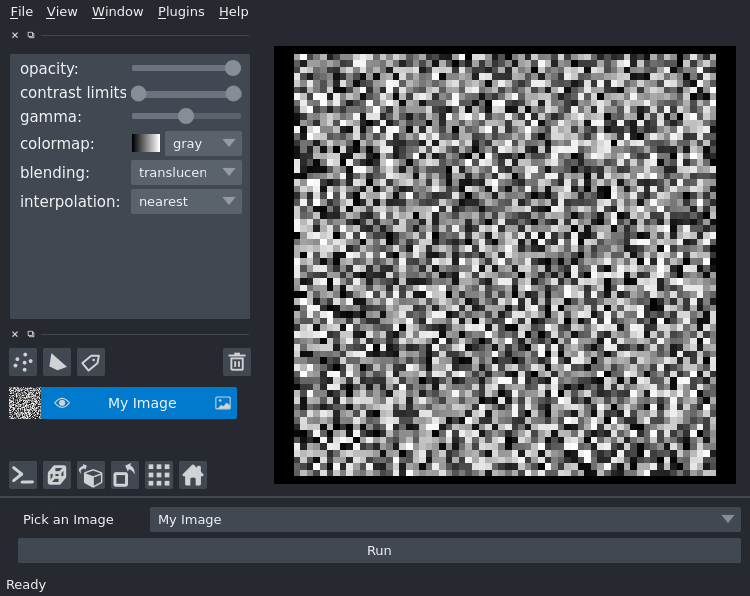 File View Window Plugins Help
opacity:
contrast limits
gamma:
colormap: gray
blending: translucen
interpolation: nearest
My Image
Pick an Image My Image
Run
Ready